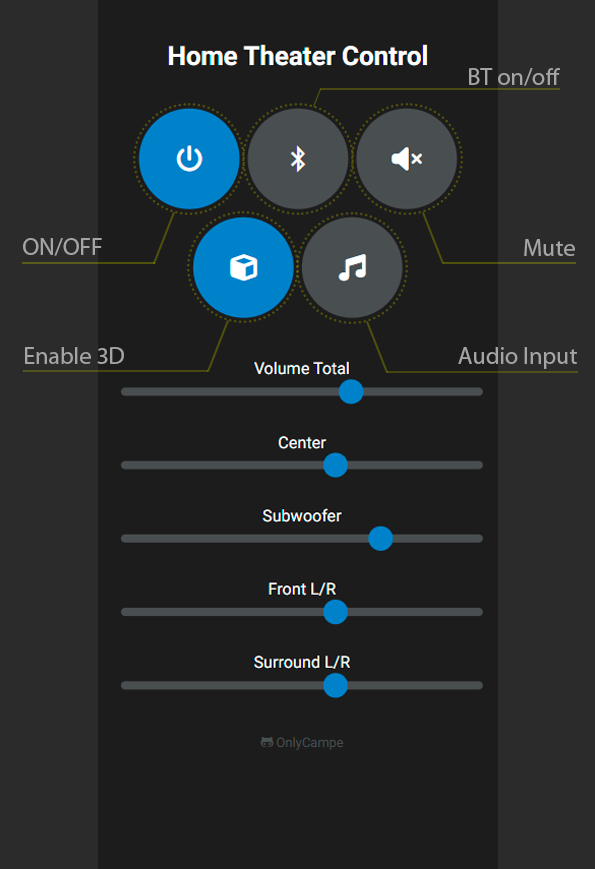 Home Theater Control
BT on/off
ON/OFF
Mute
Enable 3D
Audio Input
Volume Total
Center
Subwoofer
Front L/R
Surround L/R
OnlyCampe